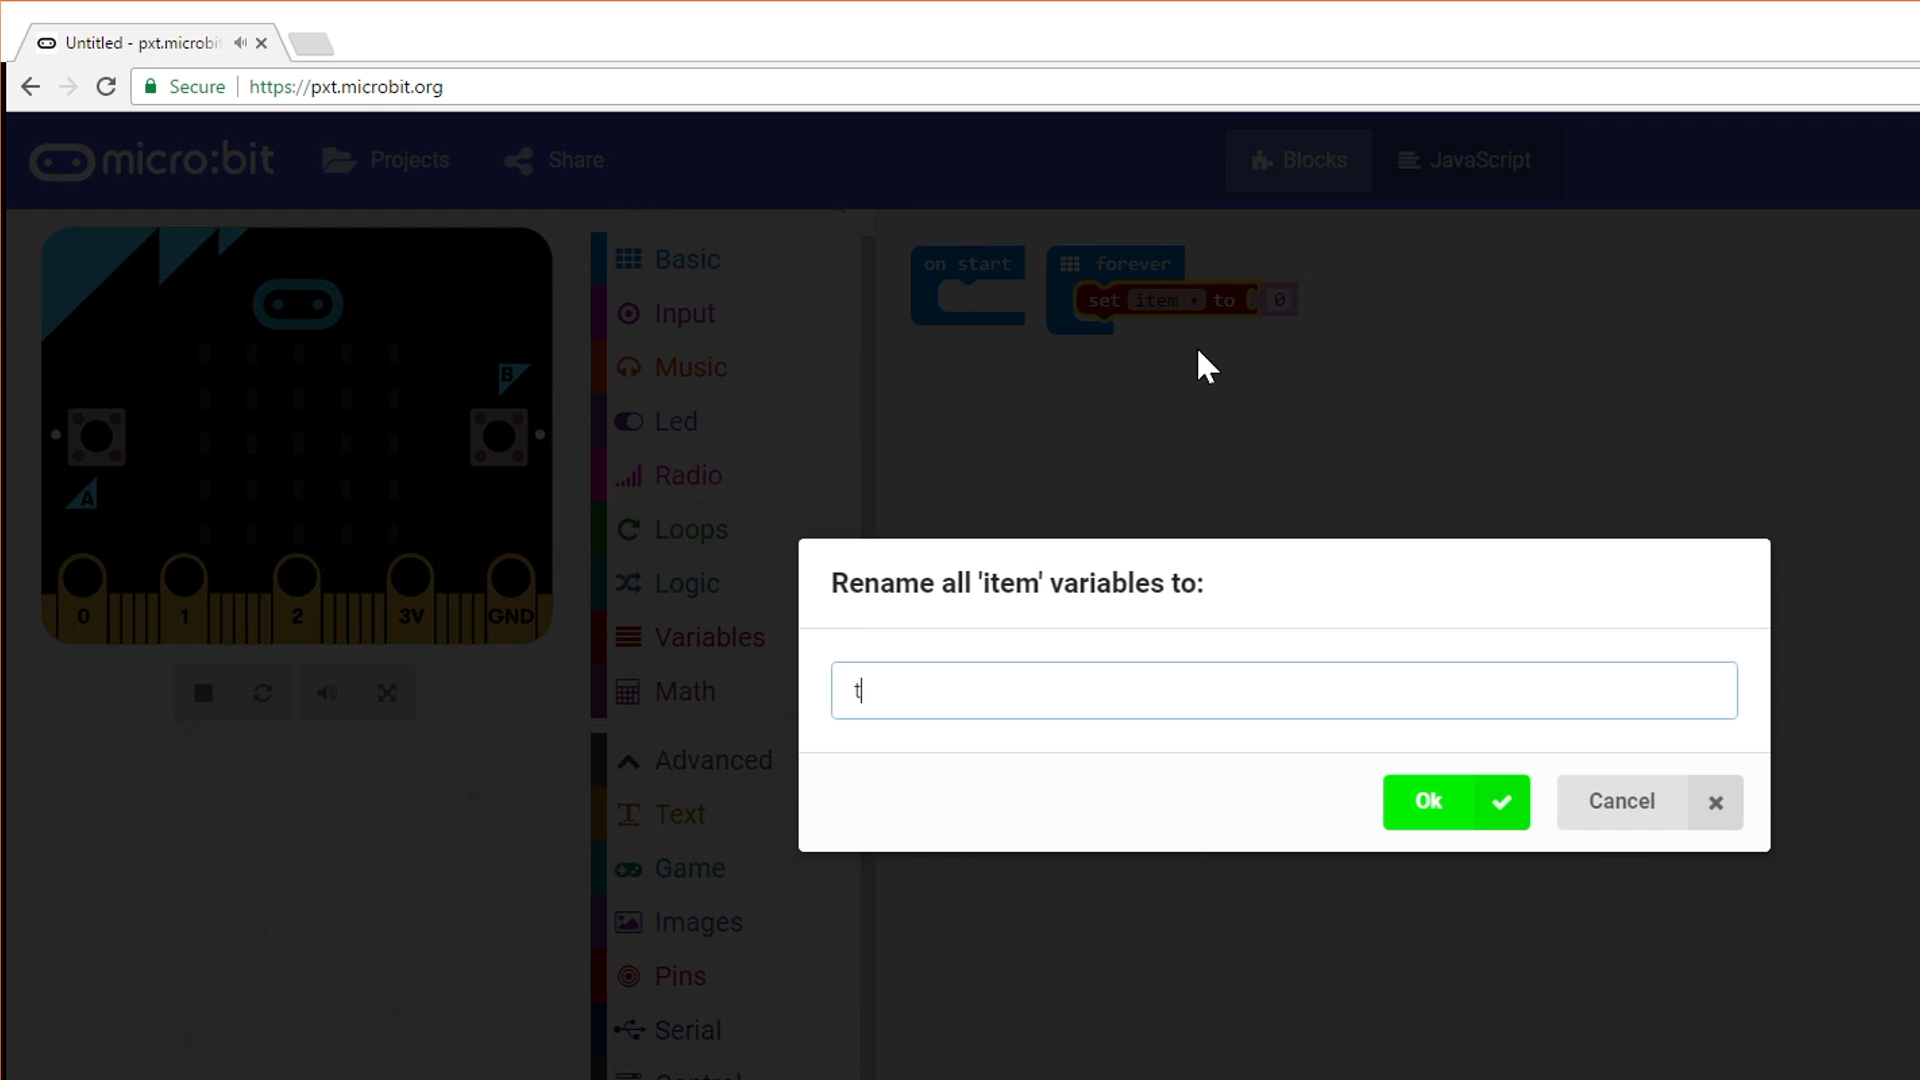 Untitled - pxt.microbi
Secure https://pxt.microbit.org
micro:bit Projects Share Blocks JavaScript
Basic
Input
Music
Led
Radio
Loops
Logic
Variables
Math
Advanced
Text
Game
Images
Pins
Serial
on start
forever
set item to 0
B
A
0 1 2 3V GND
Rename all 'item' variables to:
t
Ok Cancel